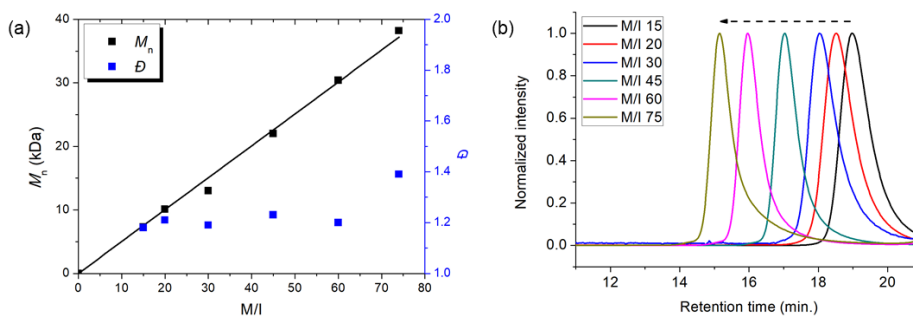 (a)
40
30
20
10
0
Mn (kDa)
Mn
Đ
2.0
1.8
1.6
1.4
1.2
1.0
Đ
0 10 20 30 40 50 60 70 80
M/I
(b)
M/I 15
M/I 20
M/I 30
M/I 45
M/I 60
M/I 75
1.0
0.8
0.6
0.4
0.2
0.0
Normalized intensity
12 14 16 18 20
Retention time (min.)